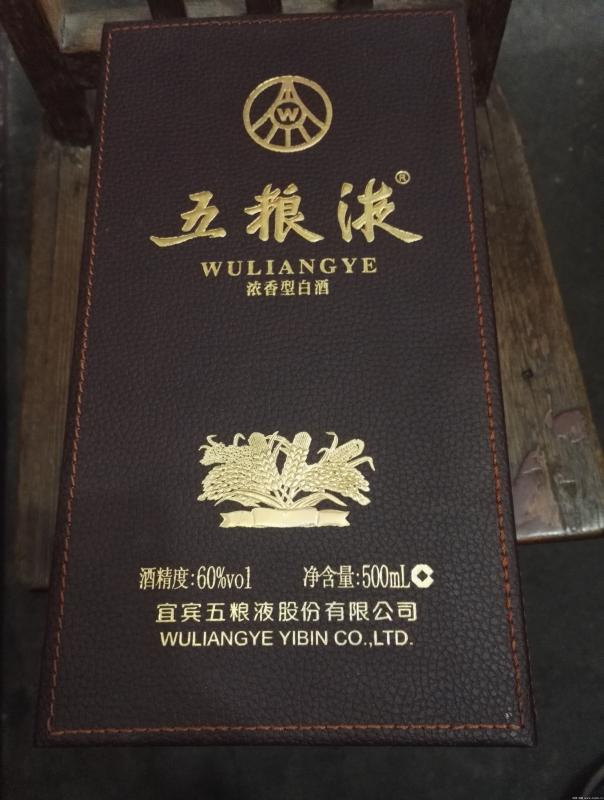 W
五粮液®
WULIANGYE
浓香型白酒
酒精度:60%vol 净含量:500mL
宜宾五粮液股份有限公司
WULIANGYE YIBIN CO.,LTD.